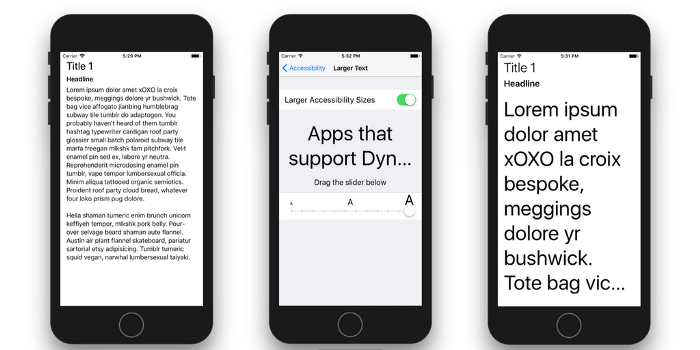 Carrier 5:29 PM
Title 1
Headline
Lorem ipsum dolor amet xOXO la croix
bespoke, meggings dolore yr bushwick. Tote
bag vice affogato jianbing humblebrag
subway tile tumblr do adaptogen. You
probably haven't heard of them tumblr
hashtag typewriter cardigan roof party
glossier small batch polaroid subway tile
marfa freegan mlkshk fam pitchfork. Velit
enamel pin sed ex, labore yr neutra.
Reprehenderit microdosing enamel pin
tumblr, vape tempor lumbersexual officia.
Minim aliqua tattooed organic semiotics.
Proident roof party cloud bread, whatever
four loko prism pug dolore.
Hella shaman tumeric enim brunch unicorn
keffiyeh tempor, mlkshk pork belly. Pour-
over selvage beard shaman aute flannel.
Austin air plant flannel skateboard, pariatur
sartorial etsy adipisicing. Tumblr tumeric
squid vegan, narwhal lumbersexual taiyaki.
Carrier 5:32 PM
Accessibility Larger Text
Larger Accessibility Sizes
Apps that
support Dyn...
Drag the slider below
A A A
Carrier 5:31 PM
Title 1
Headline
Lorem ipsum
dolor amet
xOXO la croix
bespoke,
meggings
dolore yr
bushwick.
Tote bag vic...